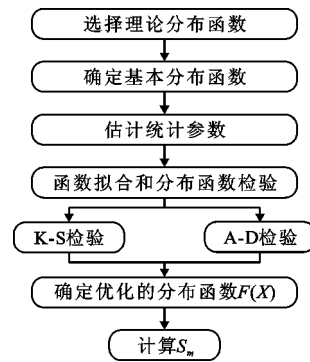 选择理论分布函数
确定基本分布函数
估计统计参数
函数拟合和分布函数检验
K-S检验
A-D检验
确定优化的分布函数F(X)
计算Sm